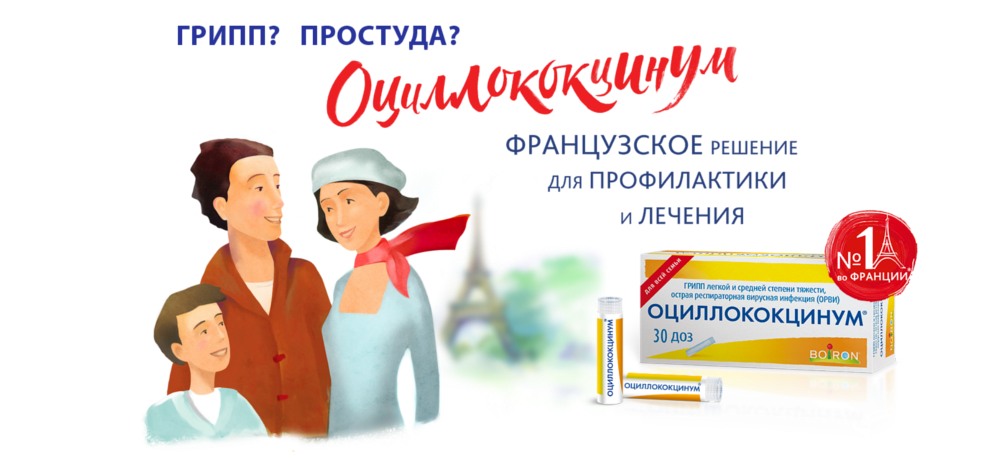 ГРИПП? ПРОСТУДА?
Оциллококцинум
ФРАНЦУЗСКОЕ РЕШЕНИЕ
для ПРОФИЛАКТИКИ
и ЛЕЧЕНИЯ
№1
во ФРАНЦИИ
для всей семьи
ГРИПП легкой и средней степени тяжести,
острая респираторная вирусная инфекция (ОРВИ)
ОЦИЛЛОКОКЦИНУМ®
30 ДОЗ
BOIRON
ОЦИЛЛОКОКЦИНУМ
ОЦИЛЛОКОКЦИНУМ